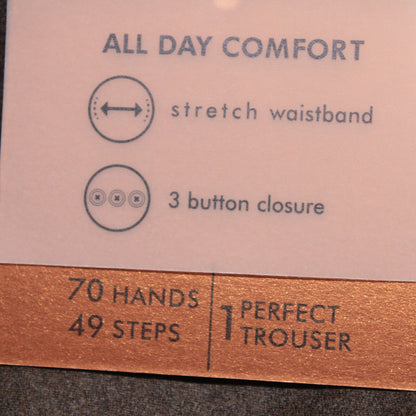 ALL DAY COMFORT
stretch waistband
3 button closure
70 HANDS
49 STEPS
1 PERFECT
TROUSER